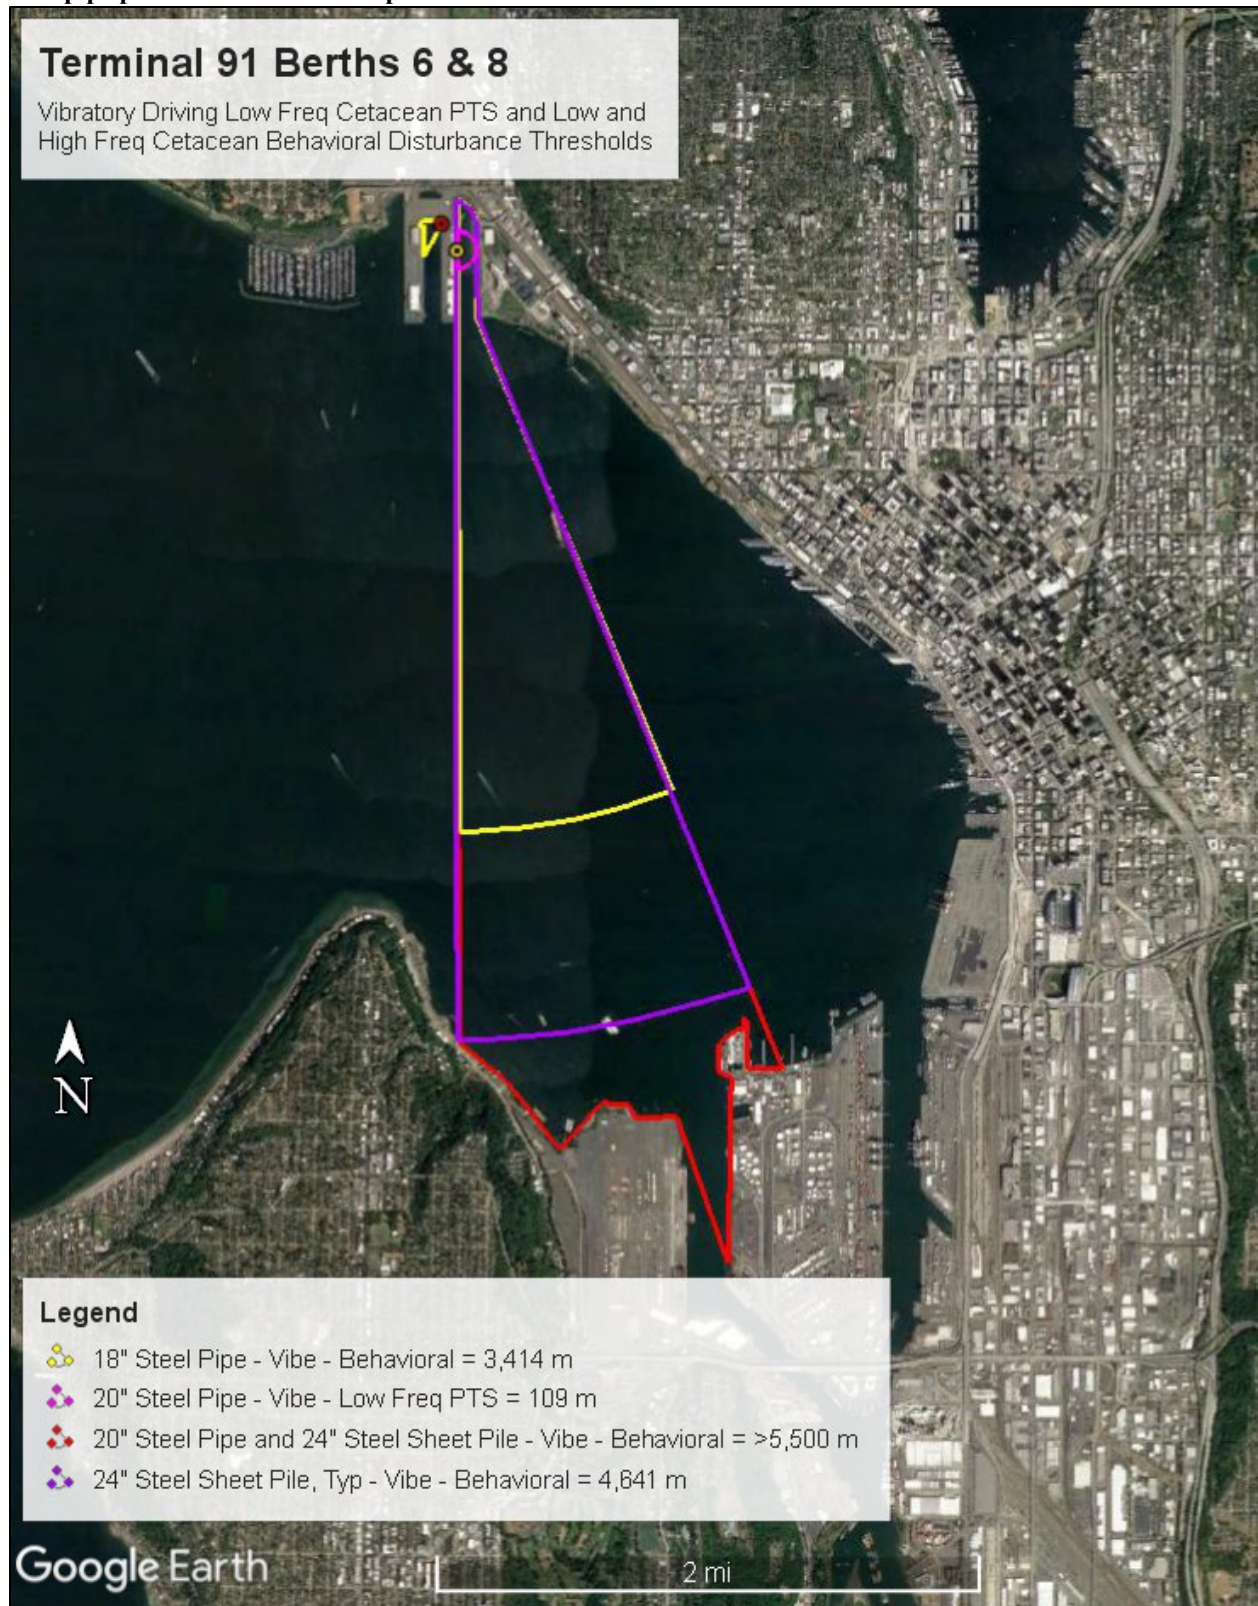 Terminal 91 Berths 6 & 8
Vibratory Driving Low Freq Cetacean PTS and Low and
High Freq Cetacean Behavioral Disturbance Thresholds
N
Legend
18" Steel Pipe - Vibe - Behavioral = 3,414 m
20" Steel Pipe - Vibe - Low Freq PTS = 109 m
20" Steel Pipe and 24" Steel Sheet Pile - Vibe - Behavioral = >5,500 m
24" Steel Sheet Pile, Typ - Vibe - Behavioral = 4,641 m
Google Earth
2 mi